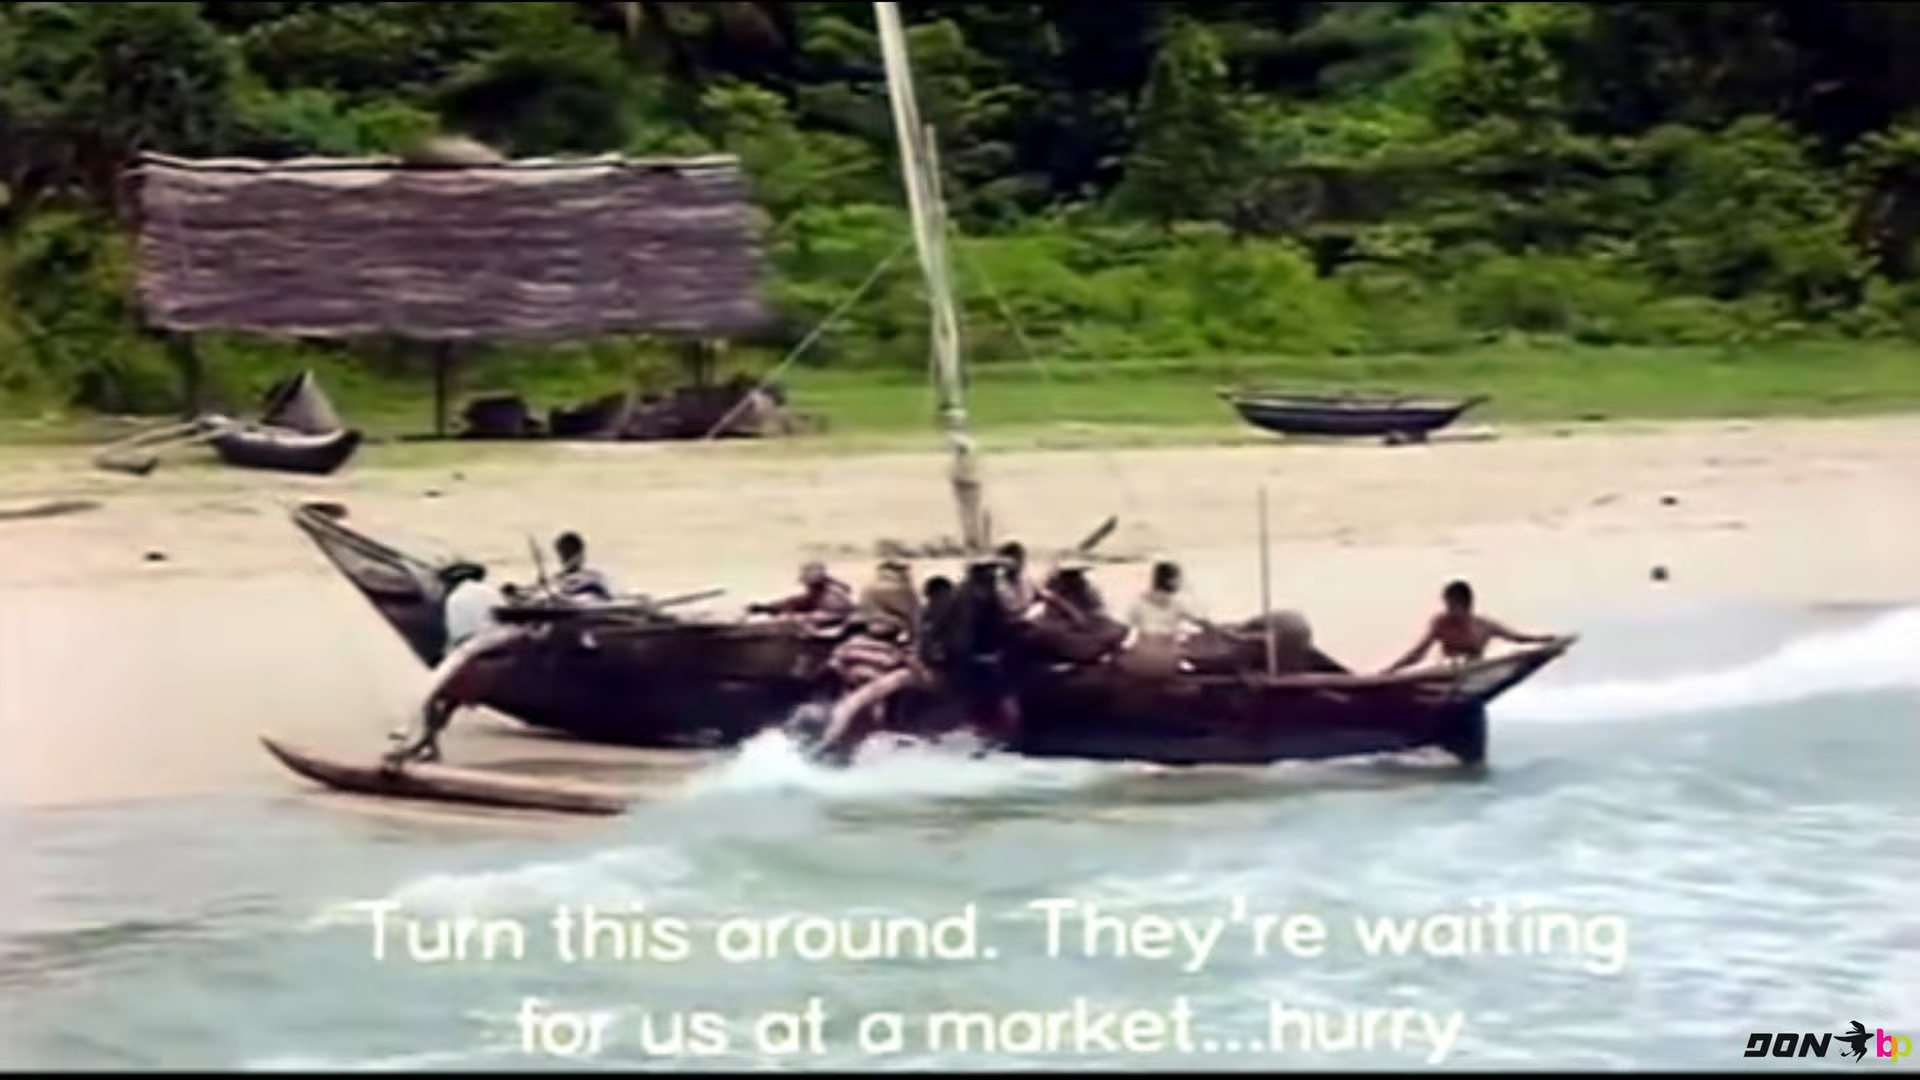 Turn this around. They're waiting
for us at a market...hurry
DON bp